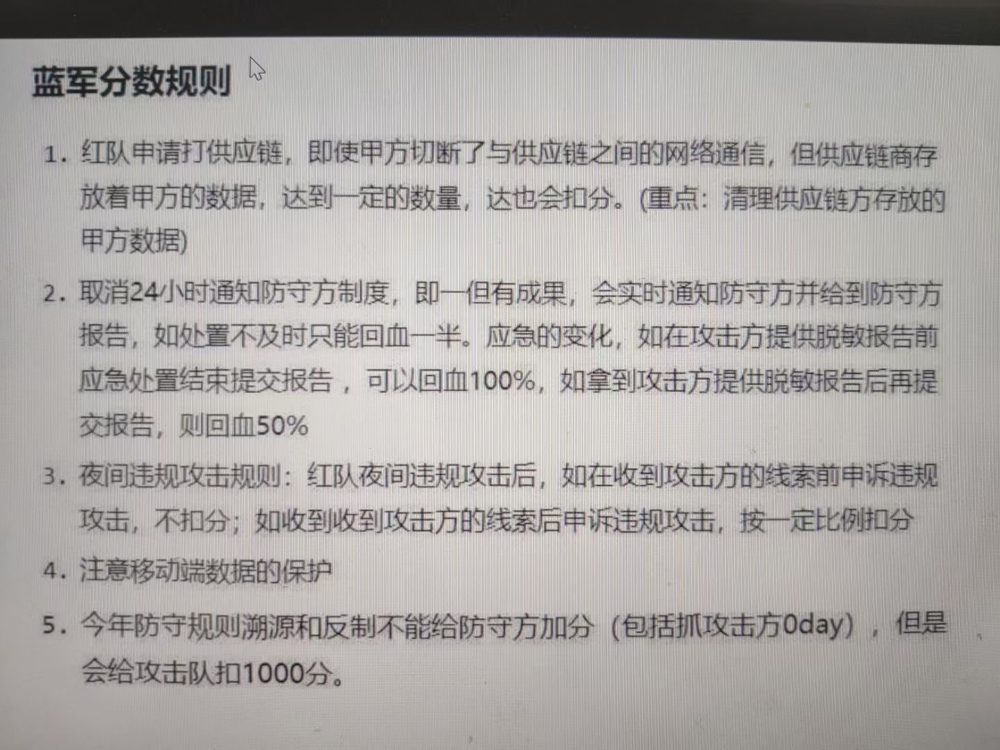 蓝军分数规则
1. 红队申请打供应链，即使甲方切断了与供应链之间的网络通信，但供应链商存
放着甲方的数据，达到一定的数量，达也会扣分。(重点：清理供应链方存放的
甲方数据)
2. 取消24小时通知防守方制度，即一但有成果，会实时通知防守方并给到防守方
报告，如处置不及时只能回血一半。应急的变化，如在攻击方提供脱敏报告前
应急处置结束提交报告 ，可以回血100%，如拿到攻击方提供脱敏报告后再提
交报告，则回血50%
3. 夜间违规攻击规则：红队夜间违规攻击后，如在收到攻击方的线索前申诉违规
攻击，不扣分；如收到收到攻击方的线索后申诉违规攻击，按一定比例扣分
4. 注意移动端数据的保护
5. 今年防守规则溯源和反制不能给防守方加分（包括抓攻击方0day），但是
会给攻击队扣1000分。